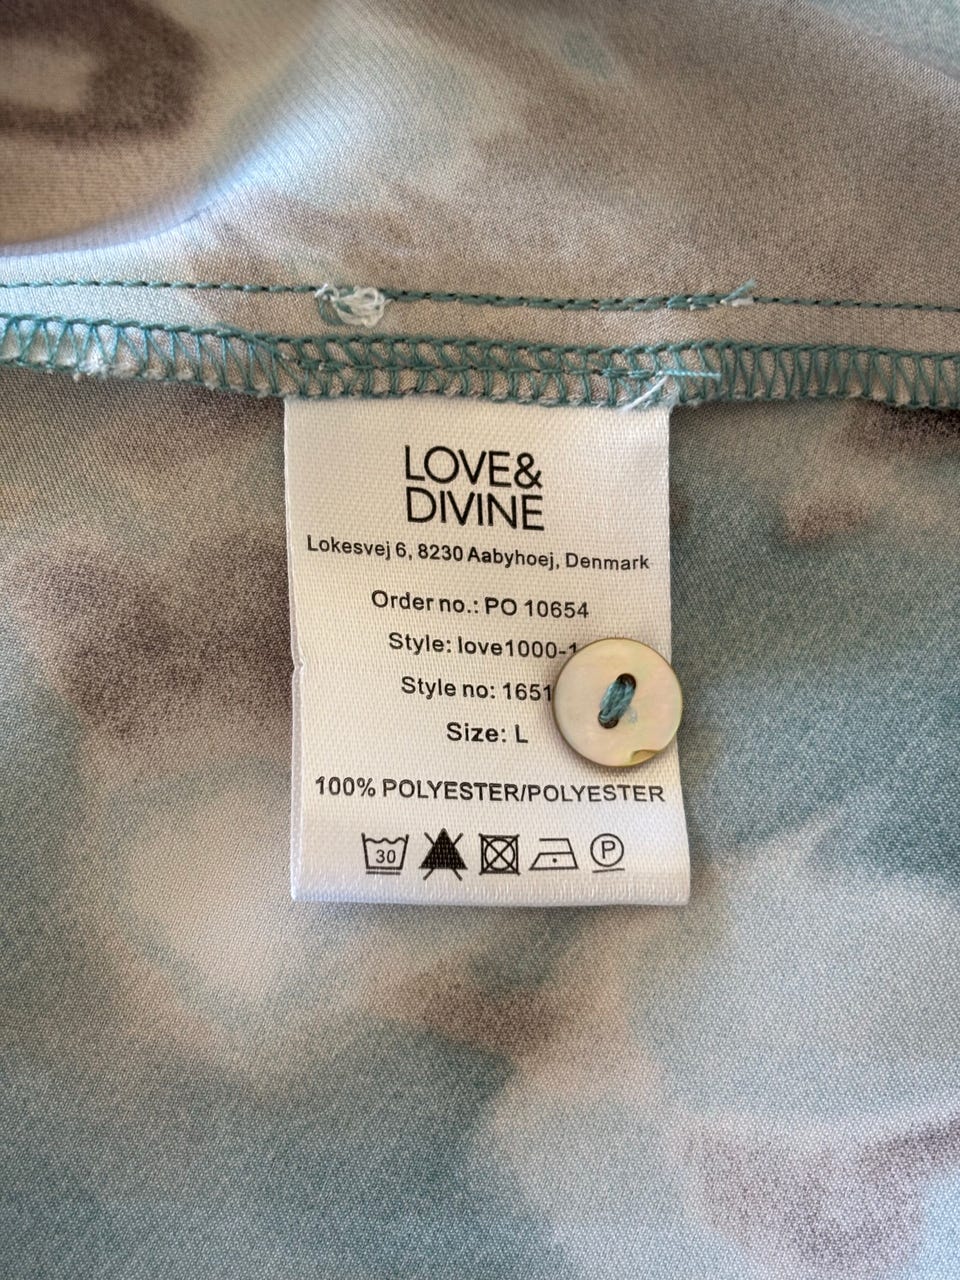 LOVE&
DIVINE
Lokesvej 6, 8230 Aabyhoej, Denmark
Order no.: PO 10654
Style: love1000-1
Style no: 1651
Size: L
100% POLYESTER/POLYESTER
30
P